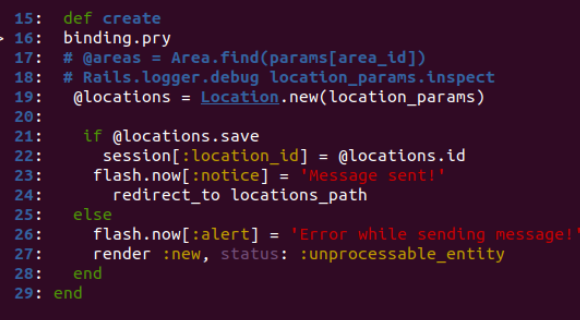 15: def create
> 16: binding.pry
17: # @areas = Area.find(params[area_id])
18: # Rails.logger.debug location_params.inspect
19: @locations = Location.new(location_params)
20:
21: if @locations.save
22: session[:location_id] = @locations.id
23: flash.now[:notice] = 'Message sent!'
24: redirect_to locations_path
25: else
26: flash.now[:alert] = 'Error while sending message!'
27: render :new, status: :unprocessable_entity
28: end
29: end